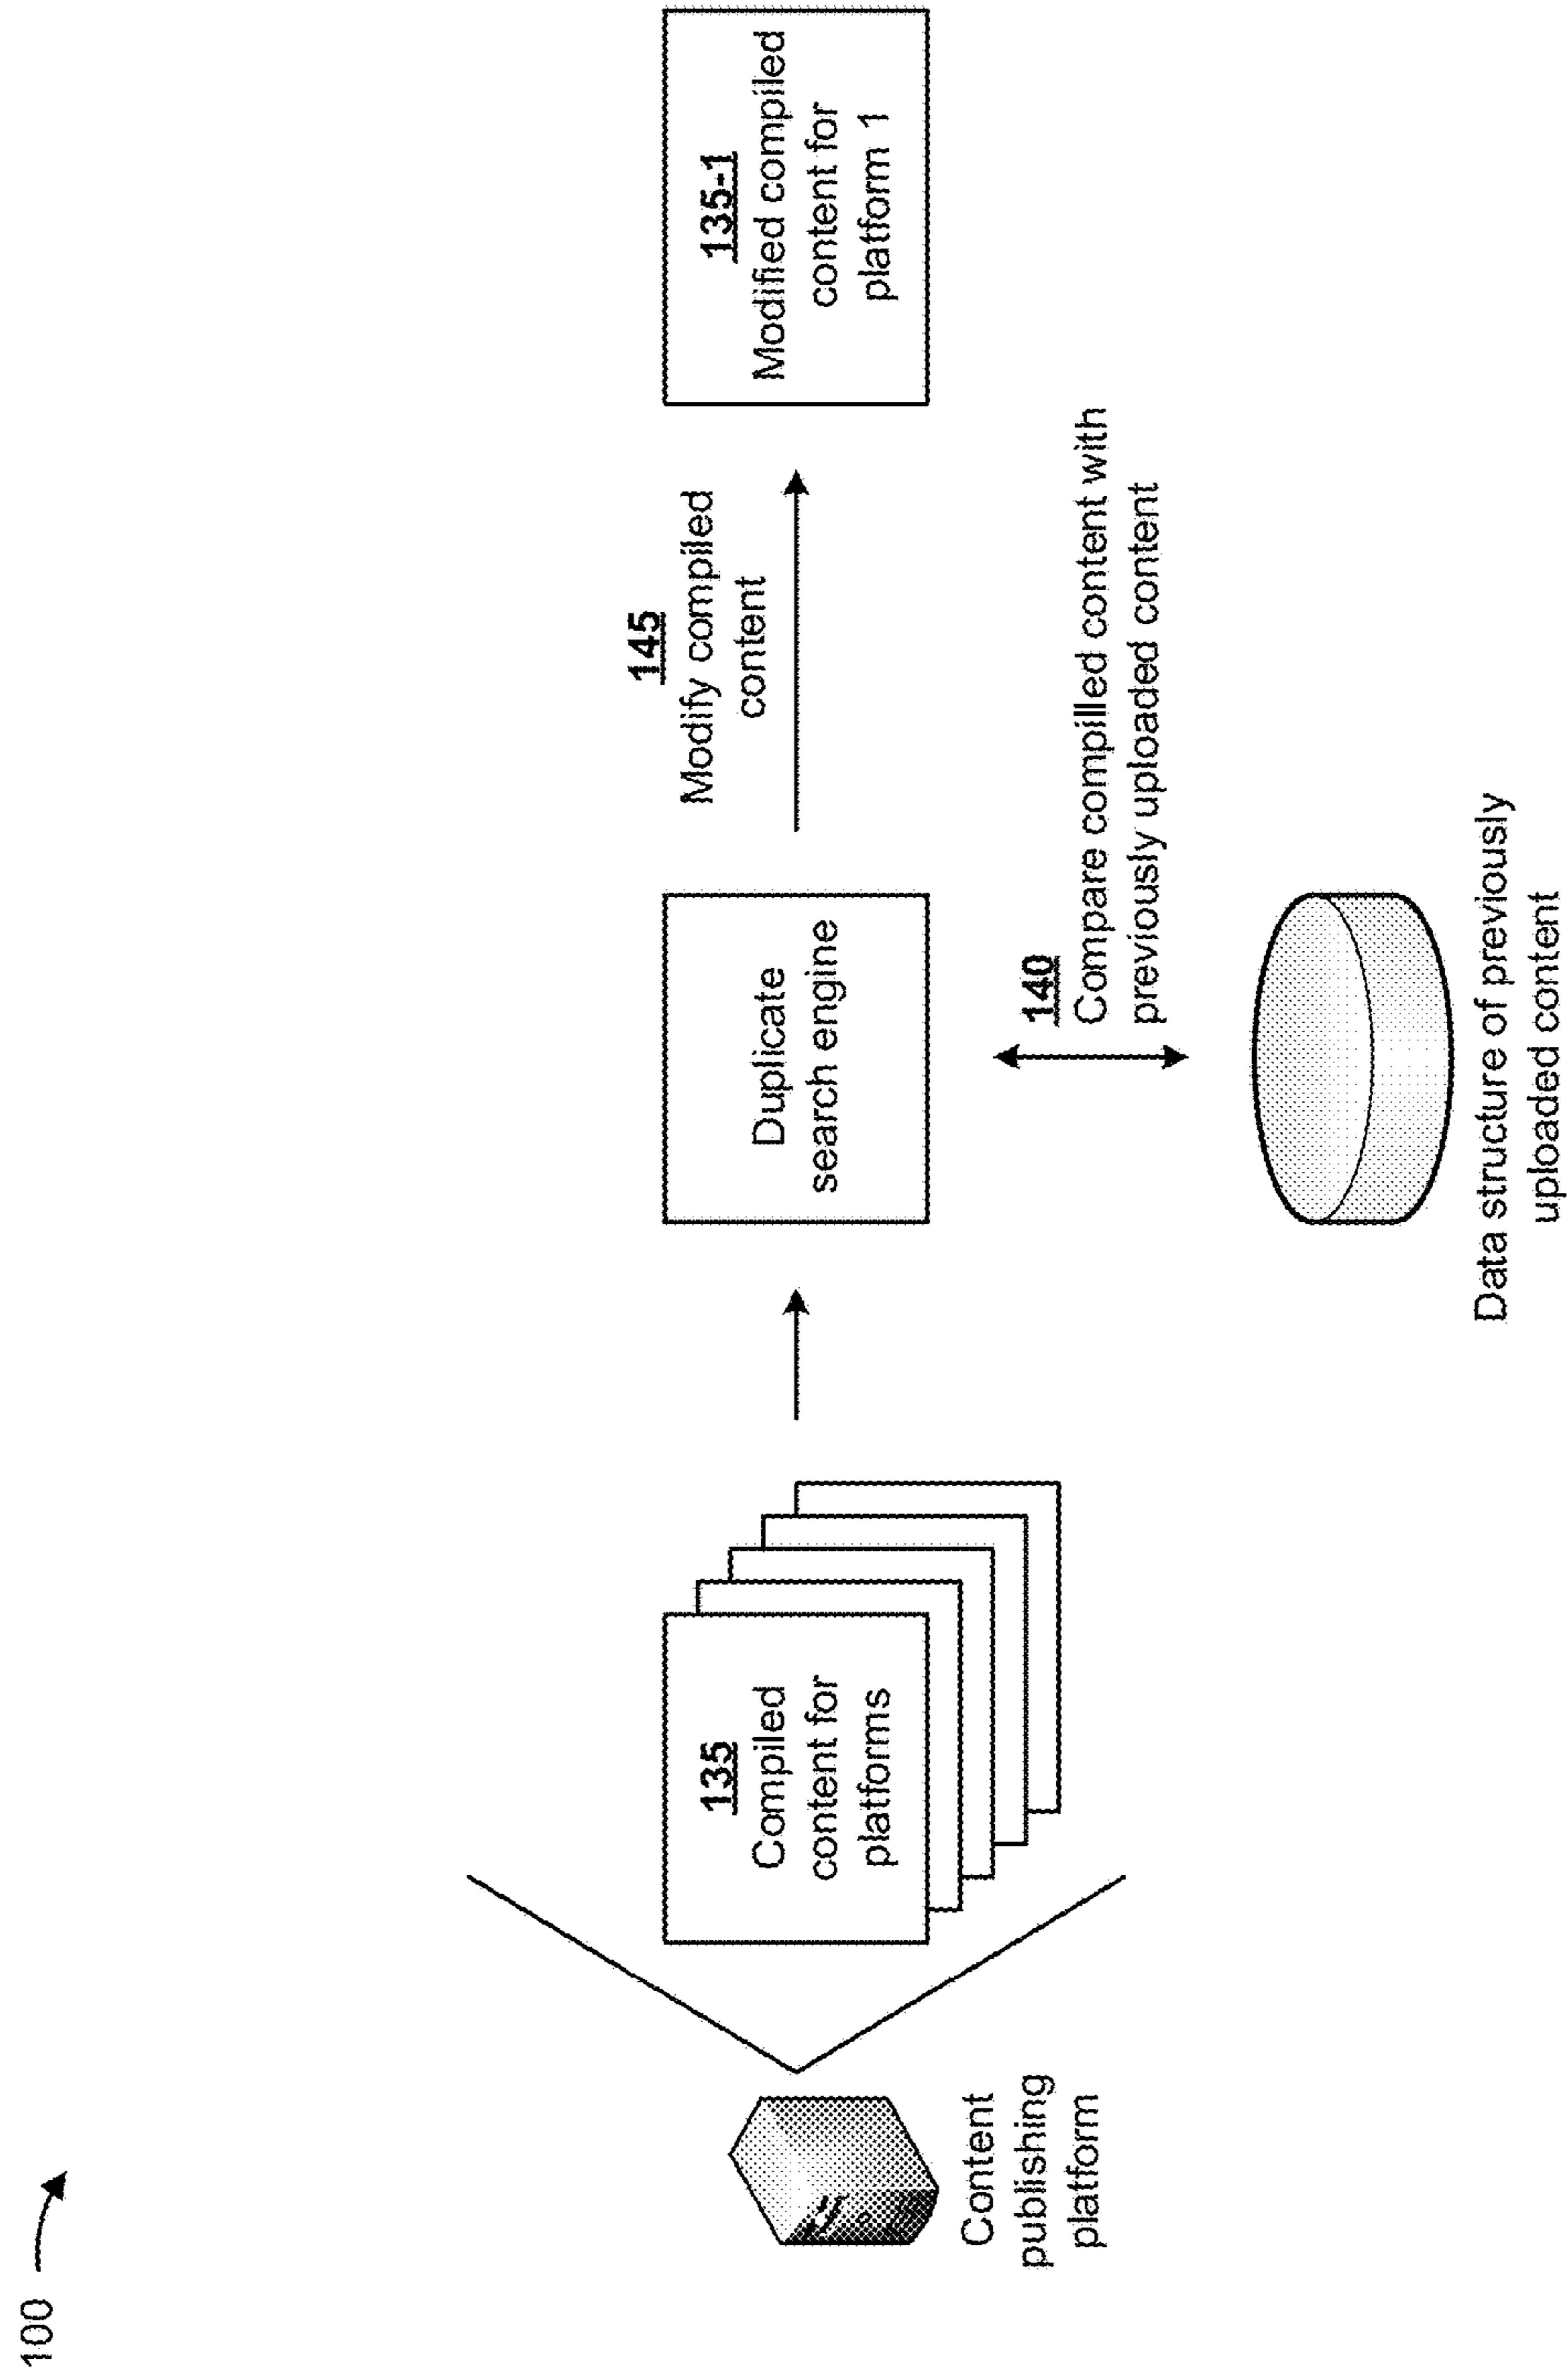 100
Content
publishing
platform
135
Compiled
content for
platforms
Duplicate
search engine
140
Compare compilled content with
previously uploaded content
Data structure of previously
uploaded content
145
Modify compiled
content
135-1
Modified compiled
content for
platform 1